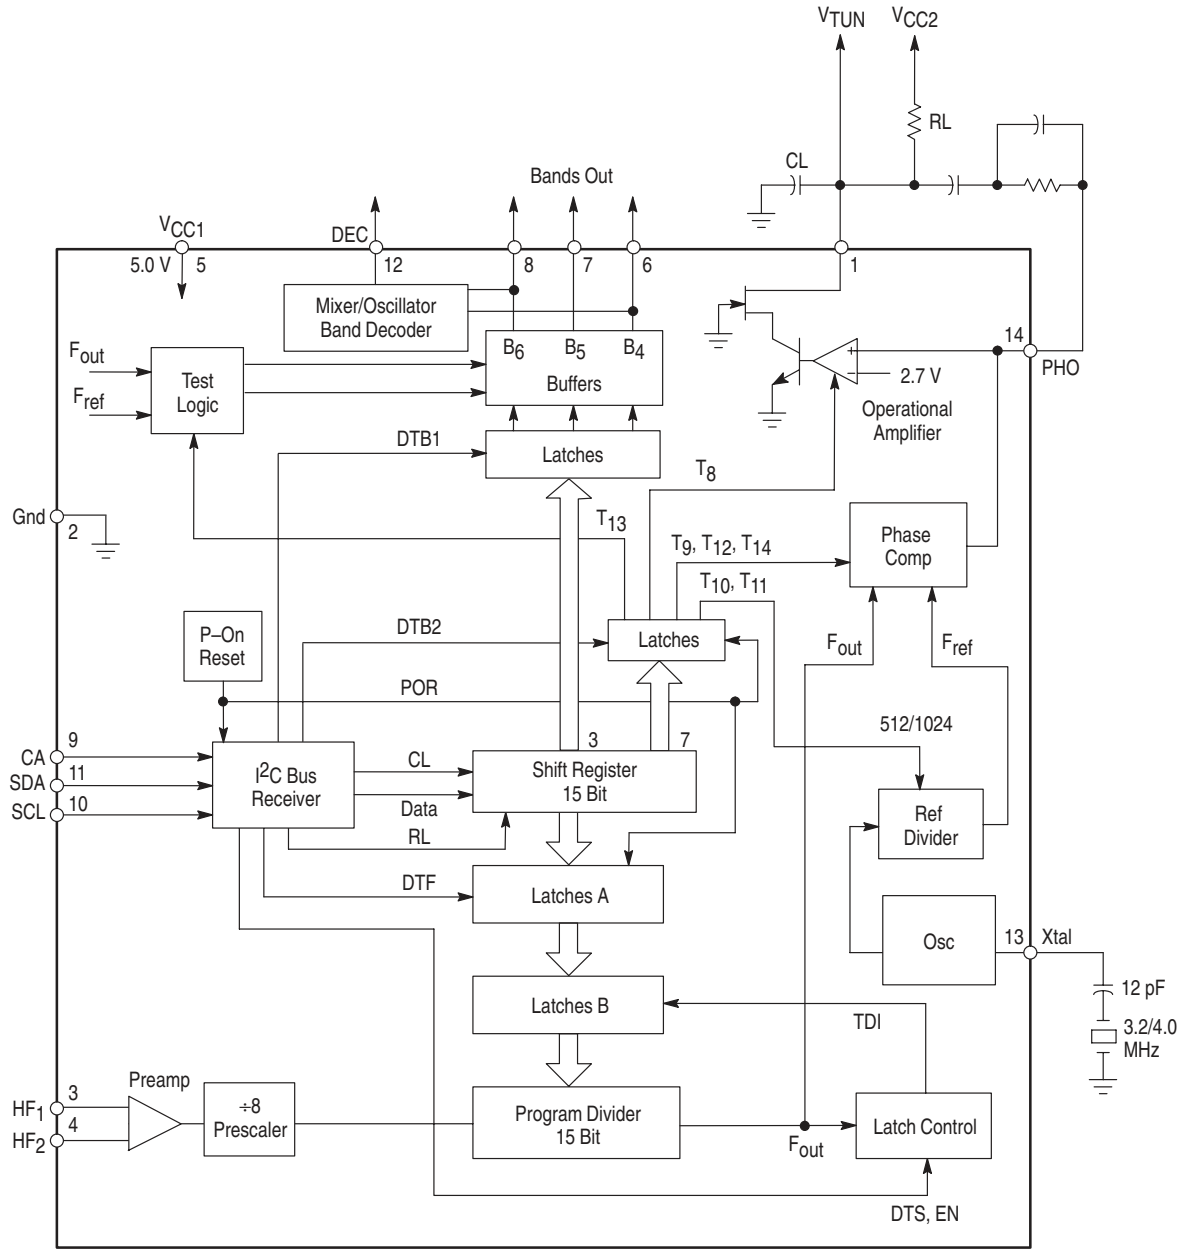 VTUN
VCC2
RL
CL
Bands Out
VCC1
5.0 V
5
DEC
12
8
7
6
1
Mixer/Oscillator
Band Decoder
B6
B5
B4
Buffers
Fout
Fref
Test
Logic
14
PHO
+
–
2.7 V
Operational
Amplifier
DTB1
Latches
T8
Gnd
2
T13
T9, T12, T14
T10, T11
Phase
Comp
P–On
Reset
DTB2
Latches
Fout
Fref
POR
512/1024
9
CA
11
SDA
10
SCL
I2C Bus
Receiver
CL
Data
RL
3
7
Shift Register
15 Bit
Ref
Divider
DTF
Latches A
Osc
13
Xtal
12 pF
3.2/4.0
MHz
Latches B
TDI
Preamp
3
HF1
4
HF2
÷8
Prescaler
Program Divider
15 Bit
Fout
Latch Control
DTS, EN